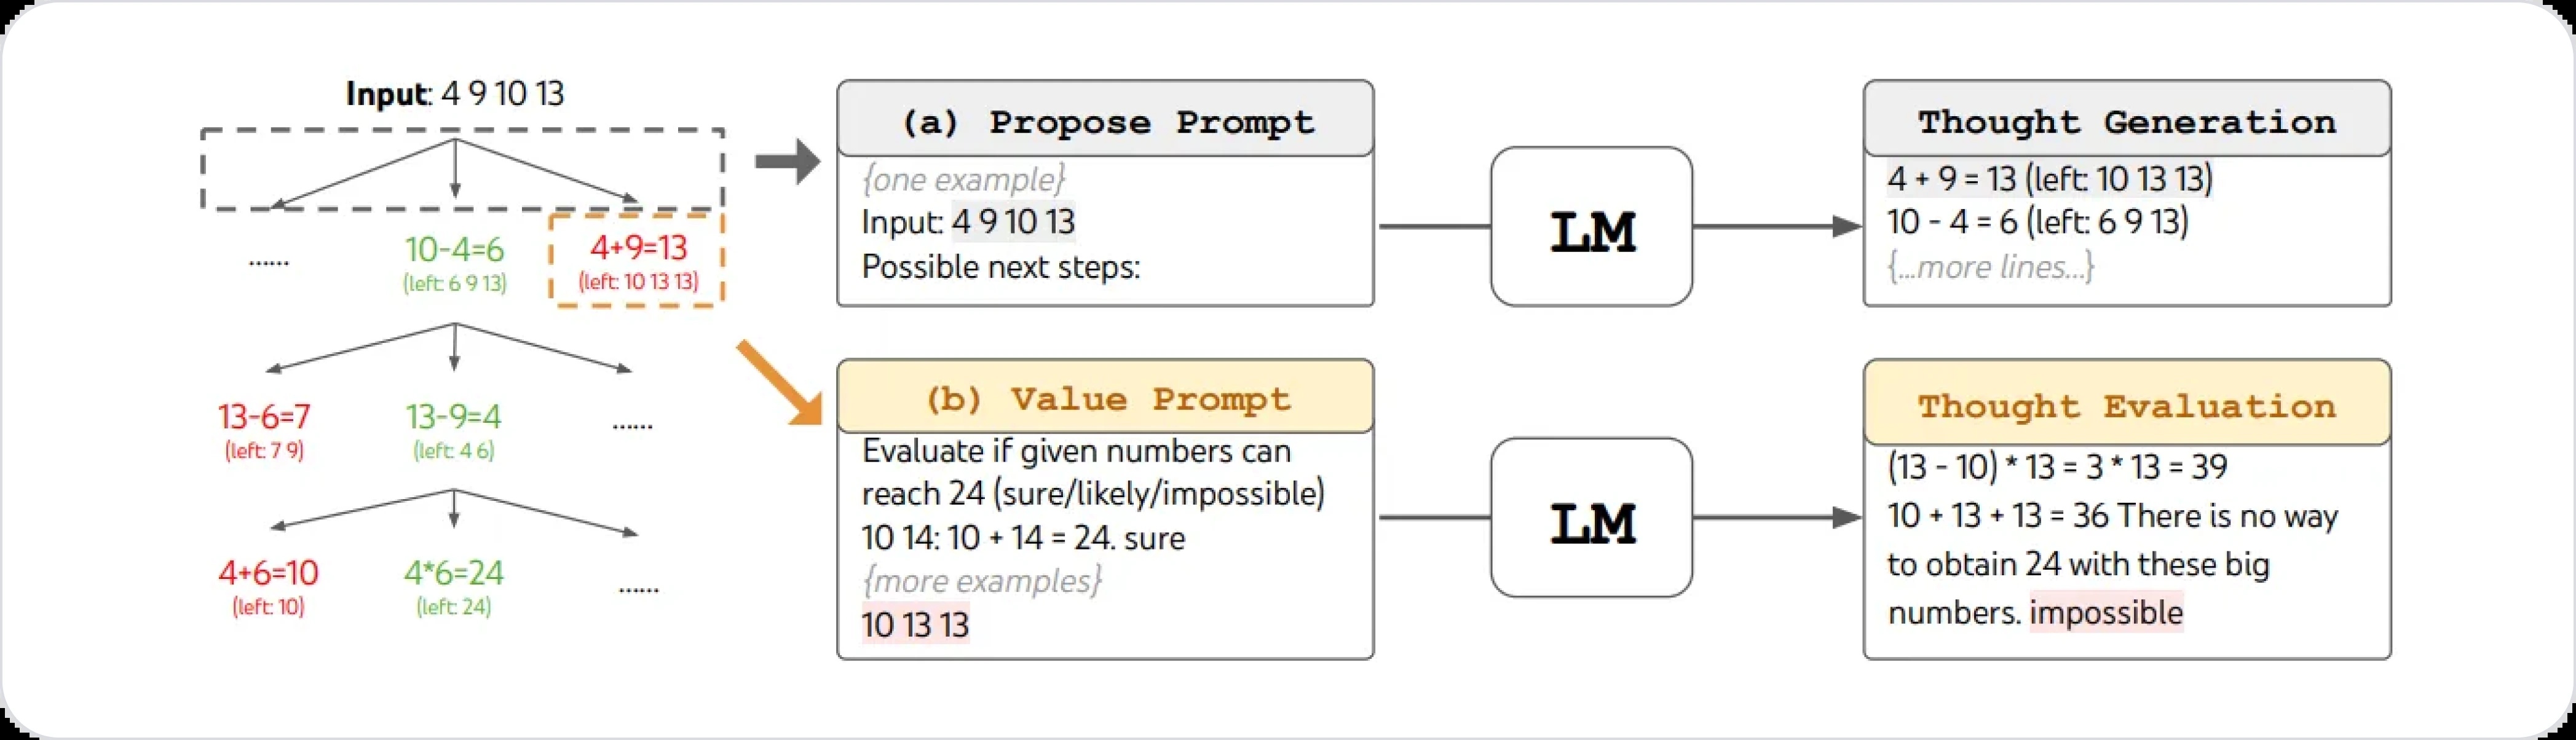 Input: 4 9 10 13
......
10-4=6
(left: 6 9 13)
4+9=13
(left: 10 13 13)
13-6=7
(left: 7 9)
13-9=4
(left: 4 6)
......
4+6=10
(left: 10)
4*6=24
(left: 24)
......
(a) Propose Prompt
{one example}
Input: 4 9 10 13
Possible next steps:
LM
Thought Generation
4 + 9 = 13 (left: 10 13 13)
10 - 4 = 6 (left: 6 9 13)
{...more lines...}
(b) Value Prompt
Evaluate if given numbers can
reach 24 (sure/likely/impossible)
10 14: 10 + 14 = 24. sure
{more examples}
10 13 13
LM
Thought Evaluation
(13 - 10) * 13 = 3 * 13 = 39
10 + 13 + 13 = 36 There is no way
to obtain 24 with these big
numbers. impossible